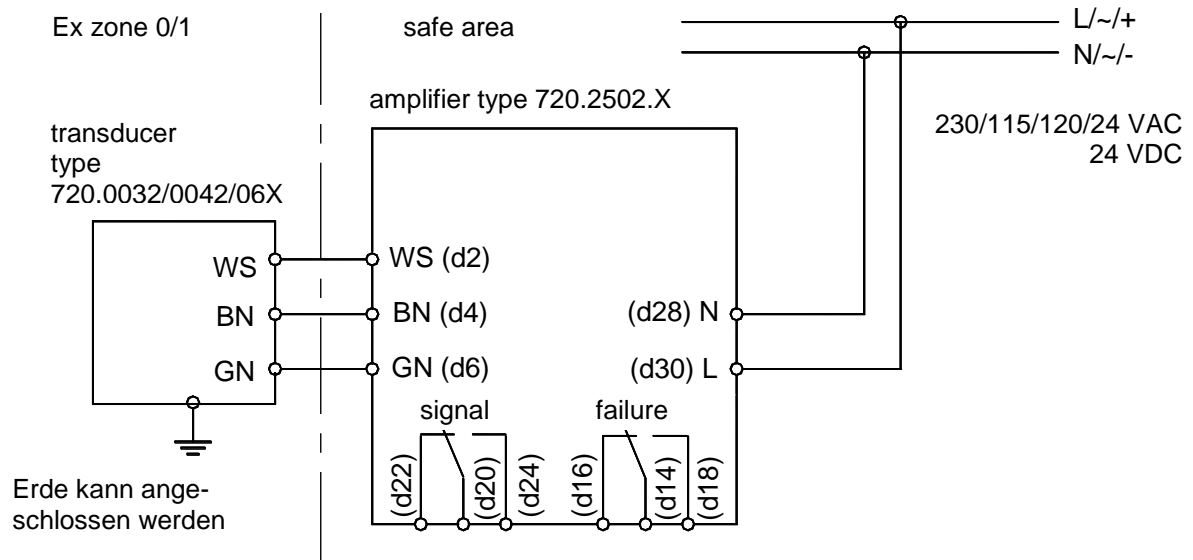 Ex zone 0/1
safe area
L/~/+
N/~/-
amplifier type 720.2502.X
230/115/120/24 VAC
24 VDC
transducer
type
720.0032/0042/06X
WS
WS (d2)
BN
BN (d4)
(d28) N
GN
GN (d6)
(d30) L
signal
failure
(d22)
(d20)
(d24)
(d16)
(d14)
(d18)
Erde kann ange-
schlossen werden